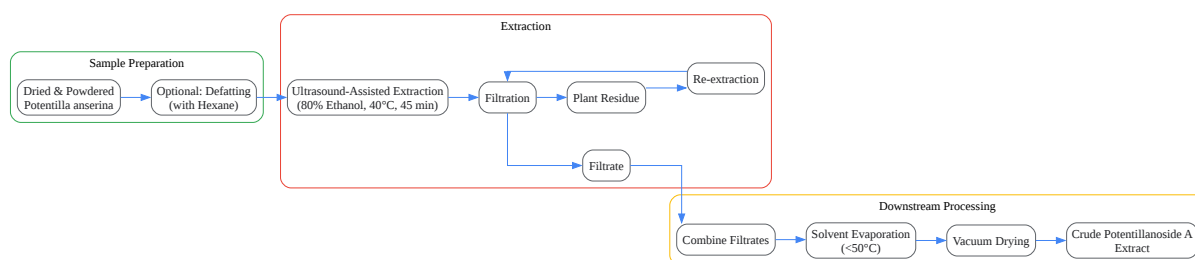 Extraction
Sample Preparation
Dried & Powdered
Potentilla anserina
Optional: Defatting
(with Hexane)
Ultrasound-Assisted Extraction
(80% Ethanol, 40°C, 45 min)
Filtration
Plant Residue
Re-extraction
Filtrate
Downstream Processing
Combine Filtrates
Solvent Evaporation
(<50°C)
Vacuum Drying
Crude Potentillanoside A
Extract